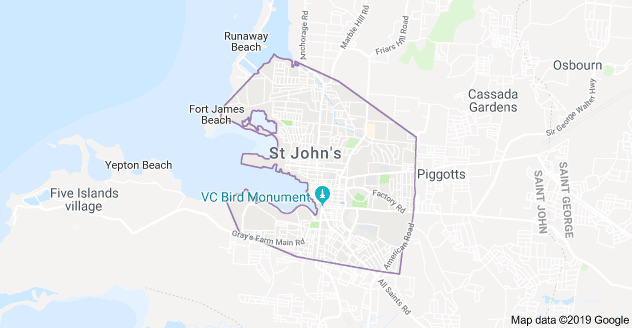 Runaway
Beach
Anchorage Rd
Marble Hill Rd
Friars Hill Road
Osbourn
Cassada
Gardens
Sir George Walter Hwy
Fort James
Beach
St John's
Yepton Beach
Piggotts
Five Islands
village
VC Bird Monument
Factory Rd
SAINT JOHN
SAINT GEORGE
Gray's Farm Main Rd
American Road
All Saints Rd
Map data ©2019 Google